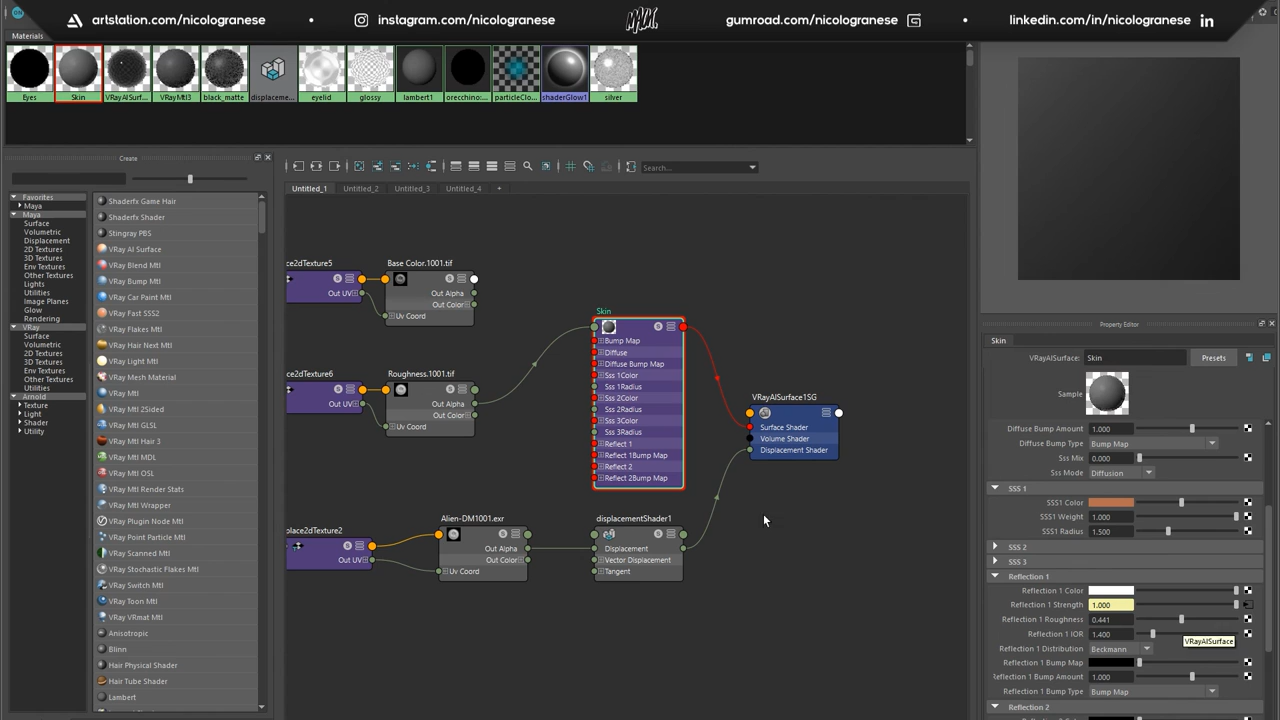 artstation.com/nicologranese
instagram.com/nicologranese
gumroad.com/nicologranese
linkedin.com/in/nicologranese
Materials
Eyes
Skin
VRayAlSurf...
VRayMtl3
black_matte
displaceme...
eyelid
glossy
lambert1
orecchino:...
particleClo...
shaderGlow1
silver
Create
Favorites
Maya
Maya
Surface
Volumetric
Displacement
2D Textures
3D Textures
Env Textures
Other Textures
Lights
Utilities
Image Planes
Glow
Rendering
VRay
Surface
Volumetric
2D Textures
3D Textures
Env Textures
Other Textures
Utilities
Arnold
Texture
Light
Shader
Utility
Shaderfx Game Hair
Shaderfx Shader
Stingray PBS
VRay Al Surface
VRay Blend Mtl
VRay Bump Mtl
VRay Car Paint Mtl
VRay Fast SSS2
VRay Flakes Mtl
VRay Hair Next Mtl
VRay Light Mtl
VRay Mesh Material
VRay Mtl
VRay Mtl 2Sided
VRay Mtl GLSL
VRay Mtl Hair 3
VRay Mtl MDL
VRay Mtl OSL
VRay Mtl Render Stats
VRay Mtl Wrapper
VRay Plugin Node Mtl
VRay Point Particle Mtl
VRay Scanned Mtl
VRay Stochastic Flakes Mtl
VRay Switch Mtl
VRay Toon Mtl
VRay VRmat Mtl
Anisotropic
Blinn
Hair Physical Shader
Hair Tube Shader
Lambert
Search...
Untitled_1
Untitled_2
Untitled_3
Untitled_4
+
ce2dTexture5
Out UV
Base Color.1001.tif
Out Alpha
Out Color
Uv Coord
ce2dTexture6
Out UV
Roughness.1001.tif
Out Alpha
Out Color
Uv Coord
Skin
Bump Map
Diffuse
Diffuse Bump Map
Sss 1Color
Sss 1Radius
Sss 2Color
Sss 2Radius
Sss 3Color
Sss 3Radius
Reflect 1
Reflect 1Bump Map
Reflect 2
Reflect 2Bump Map
VRayAlSurface1SG
Surface Shader
Volume Shader
Displacement Shader
place2dTexture2
Out UV
Alien-DM1001.exr
Out Alpha
Out Color
Uv Coord
displacementShader1
Displacement
Vector Displacement
Tangent
Property Editor
Skin
VRayAlSurface: Skin
Presets
Sample
Diffuse Bump Amount 1.000
Diffuse Bump Type Bump Map
Sss Mix 0.000
Sss Mode Diffusion
SSS 1
SSS1 Color
SSS1 Weight 1.000
SSS1 Radius 1.500
SSS 2
SSS 3
Reflection 1
Reflection 1 Color
Reflection 1 Strength 1.000
Reflection 1 Roughness 0.441
Reflection 1 IOR 1.400
VRayAlSurface
Reflection 1 Distribution Beckmann
Reflection 1 Bump Map
Reflection 1 Bump Amount 1.000
Reflection 1 Bump Type Bump Map
Reflection 2